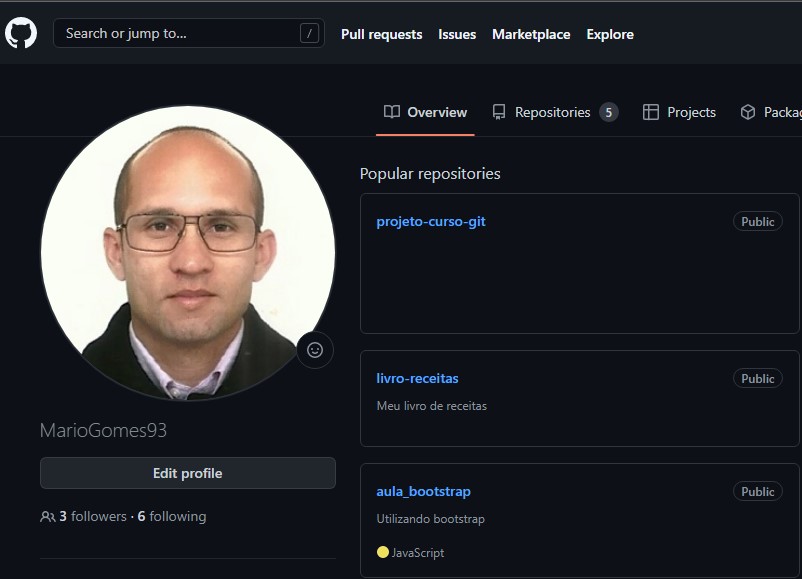 Search or jump to... /
Pull requests Issues Marketplace Explore
Overview Repositories 5 Projects
Popular repositories
projeto-curso-git Public
livro-receitas Public
Meu livro de receitas
aula_bootstrap Public
Utilizando bootstrap
JavaScript
MarioGomes93
Edit profile
3 followers · 6 following